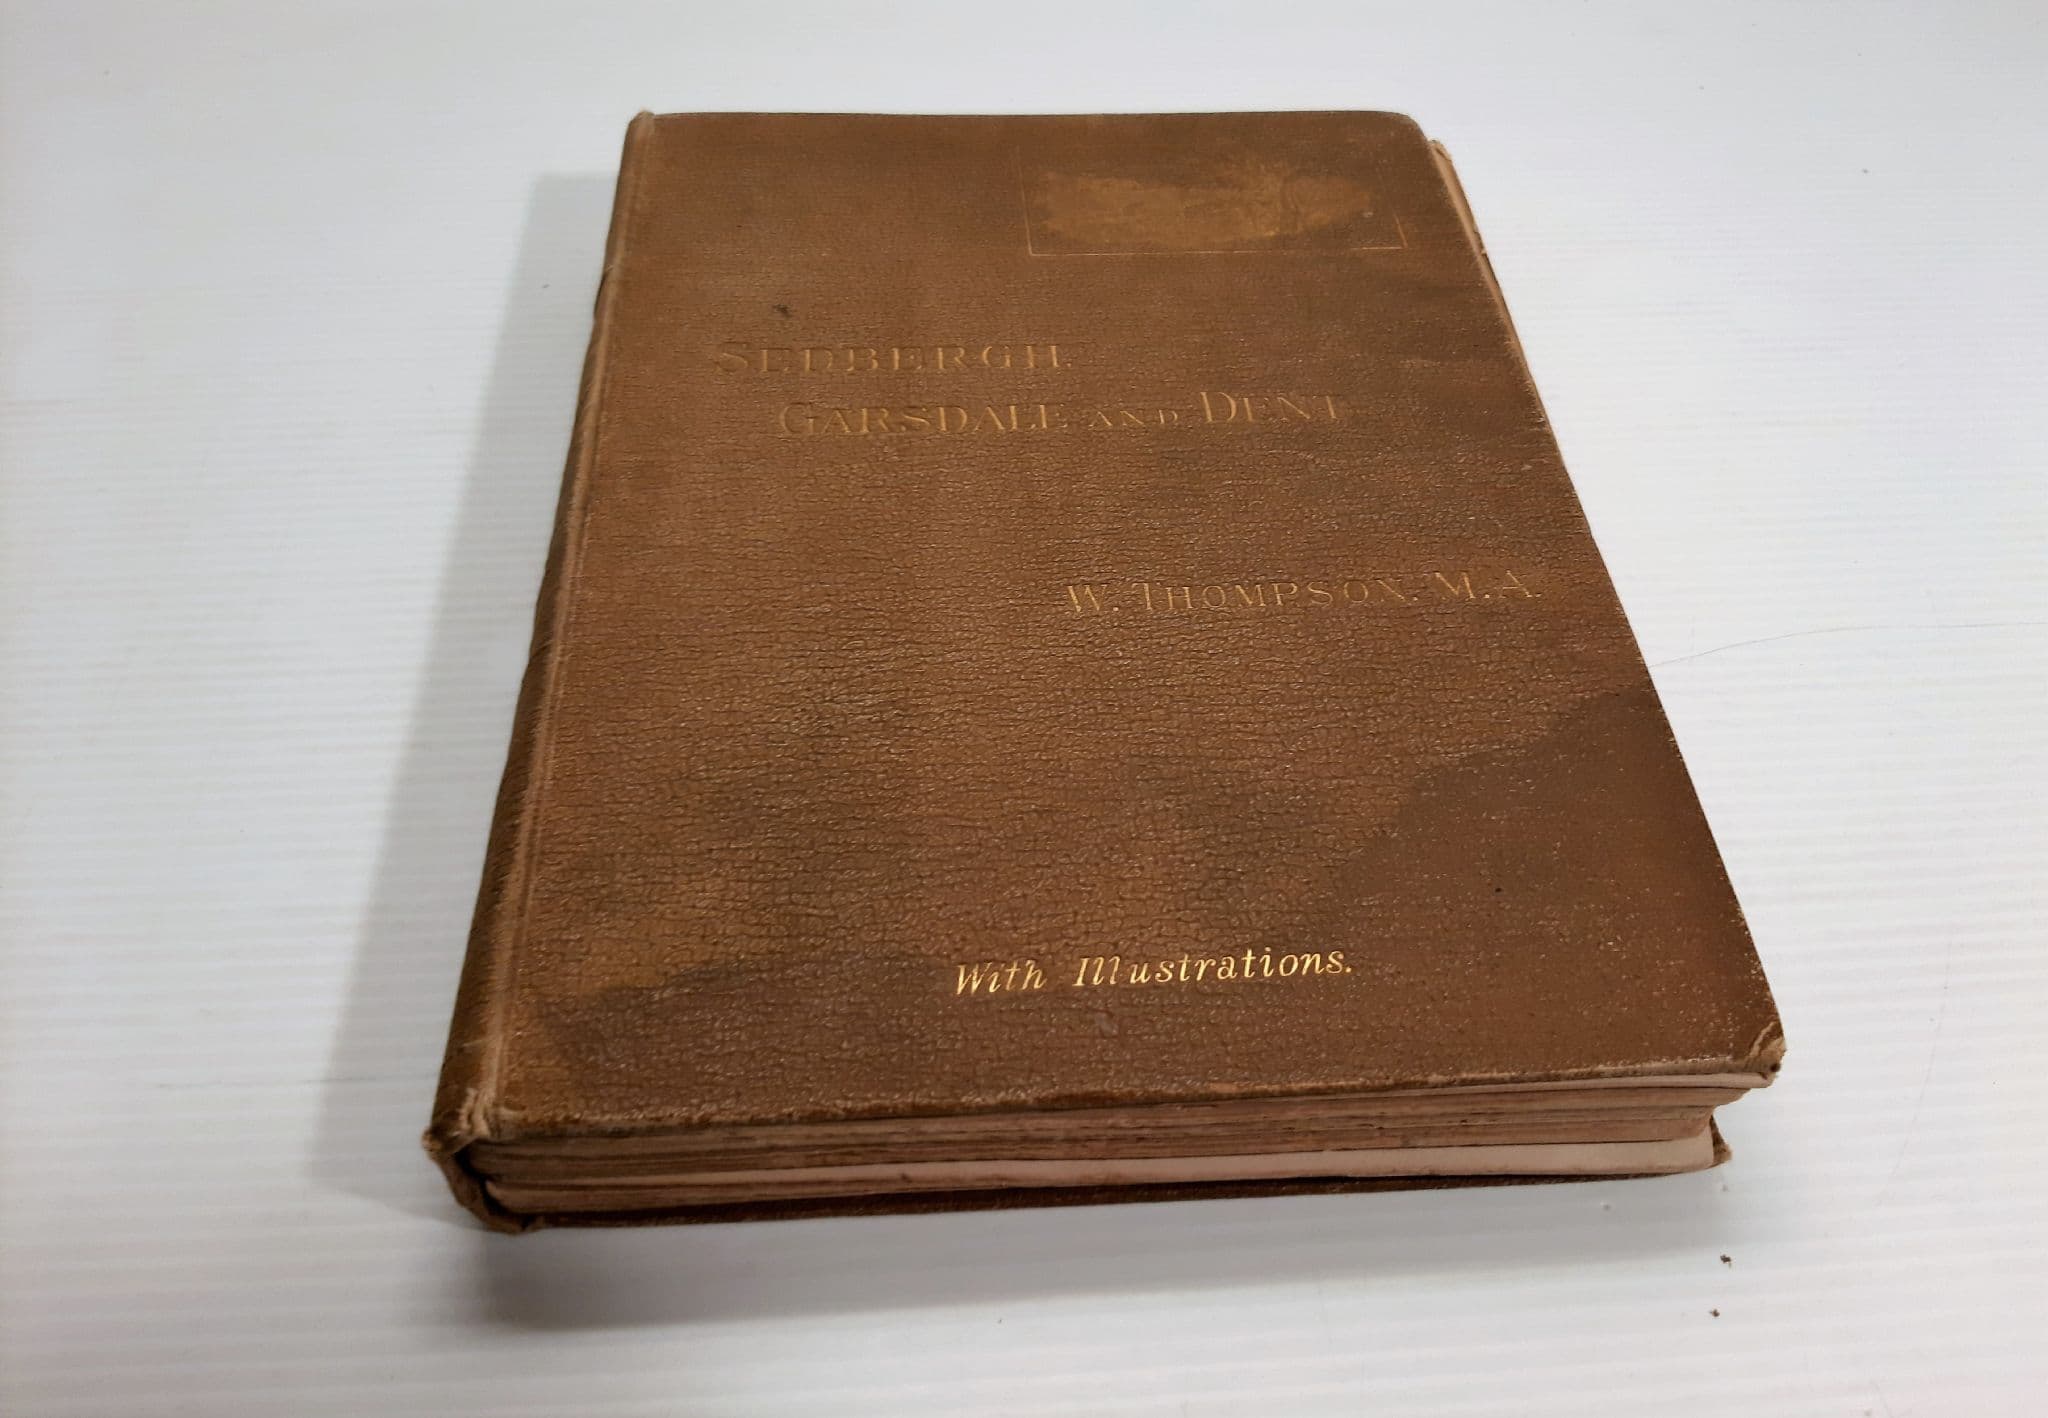 SEDBERGH,
GARSDALE AND DENT
W. THOMPSON, M.A.
With Illustrations.